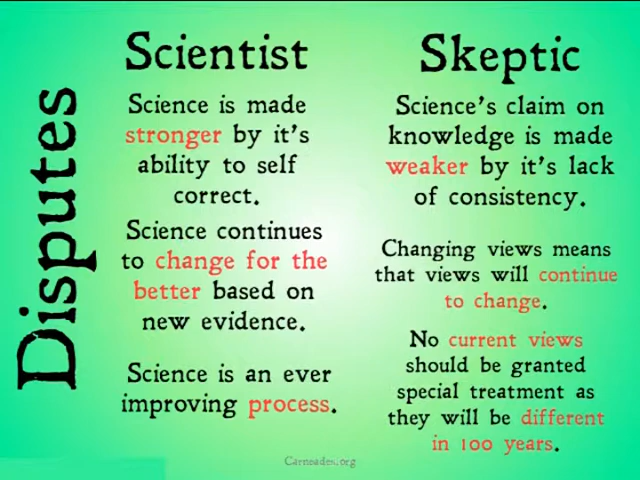 Disputes
Scientist
Science is made
stronger by it's
ability to self
correct.
Science continues
to change for the
better based on
new evidence.
Science is an ever
improving process.
Skeptic
Science's claim on
knowledge is made
weaker by it's lack
of consistency.
Changing views means
that views will continue
to change.
No current views
should be granted
special treatment as
they will be different
in 100 years.
Carneades.org